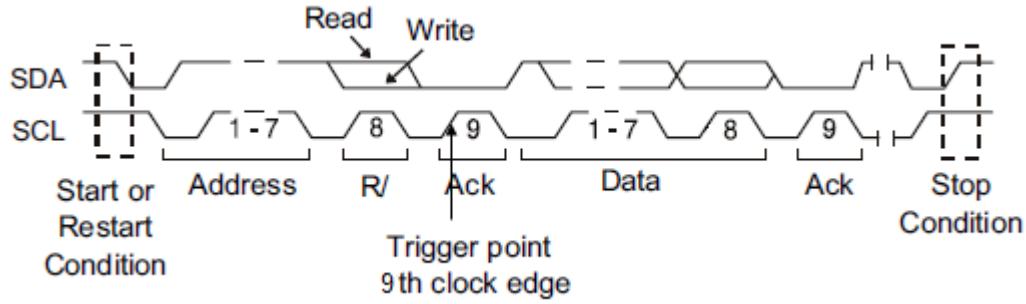 Read
Write
SDA
SCL
1 - 7
8
9
1 - 7
8
9
Address
R/
Ack
Data
Ack
Start or
Restart
Condition
Stop
Condition
Trigger point
9th clock edge